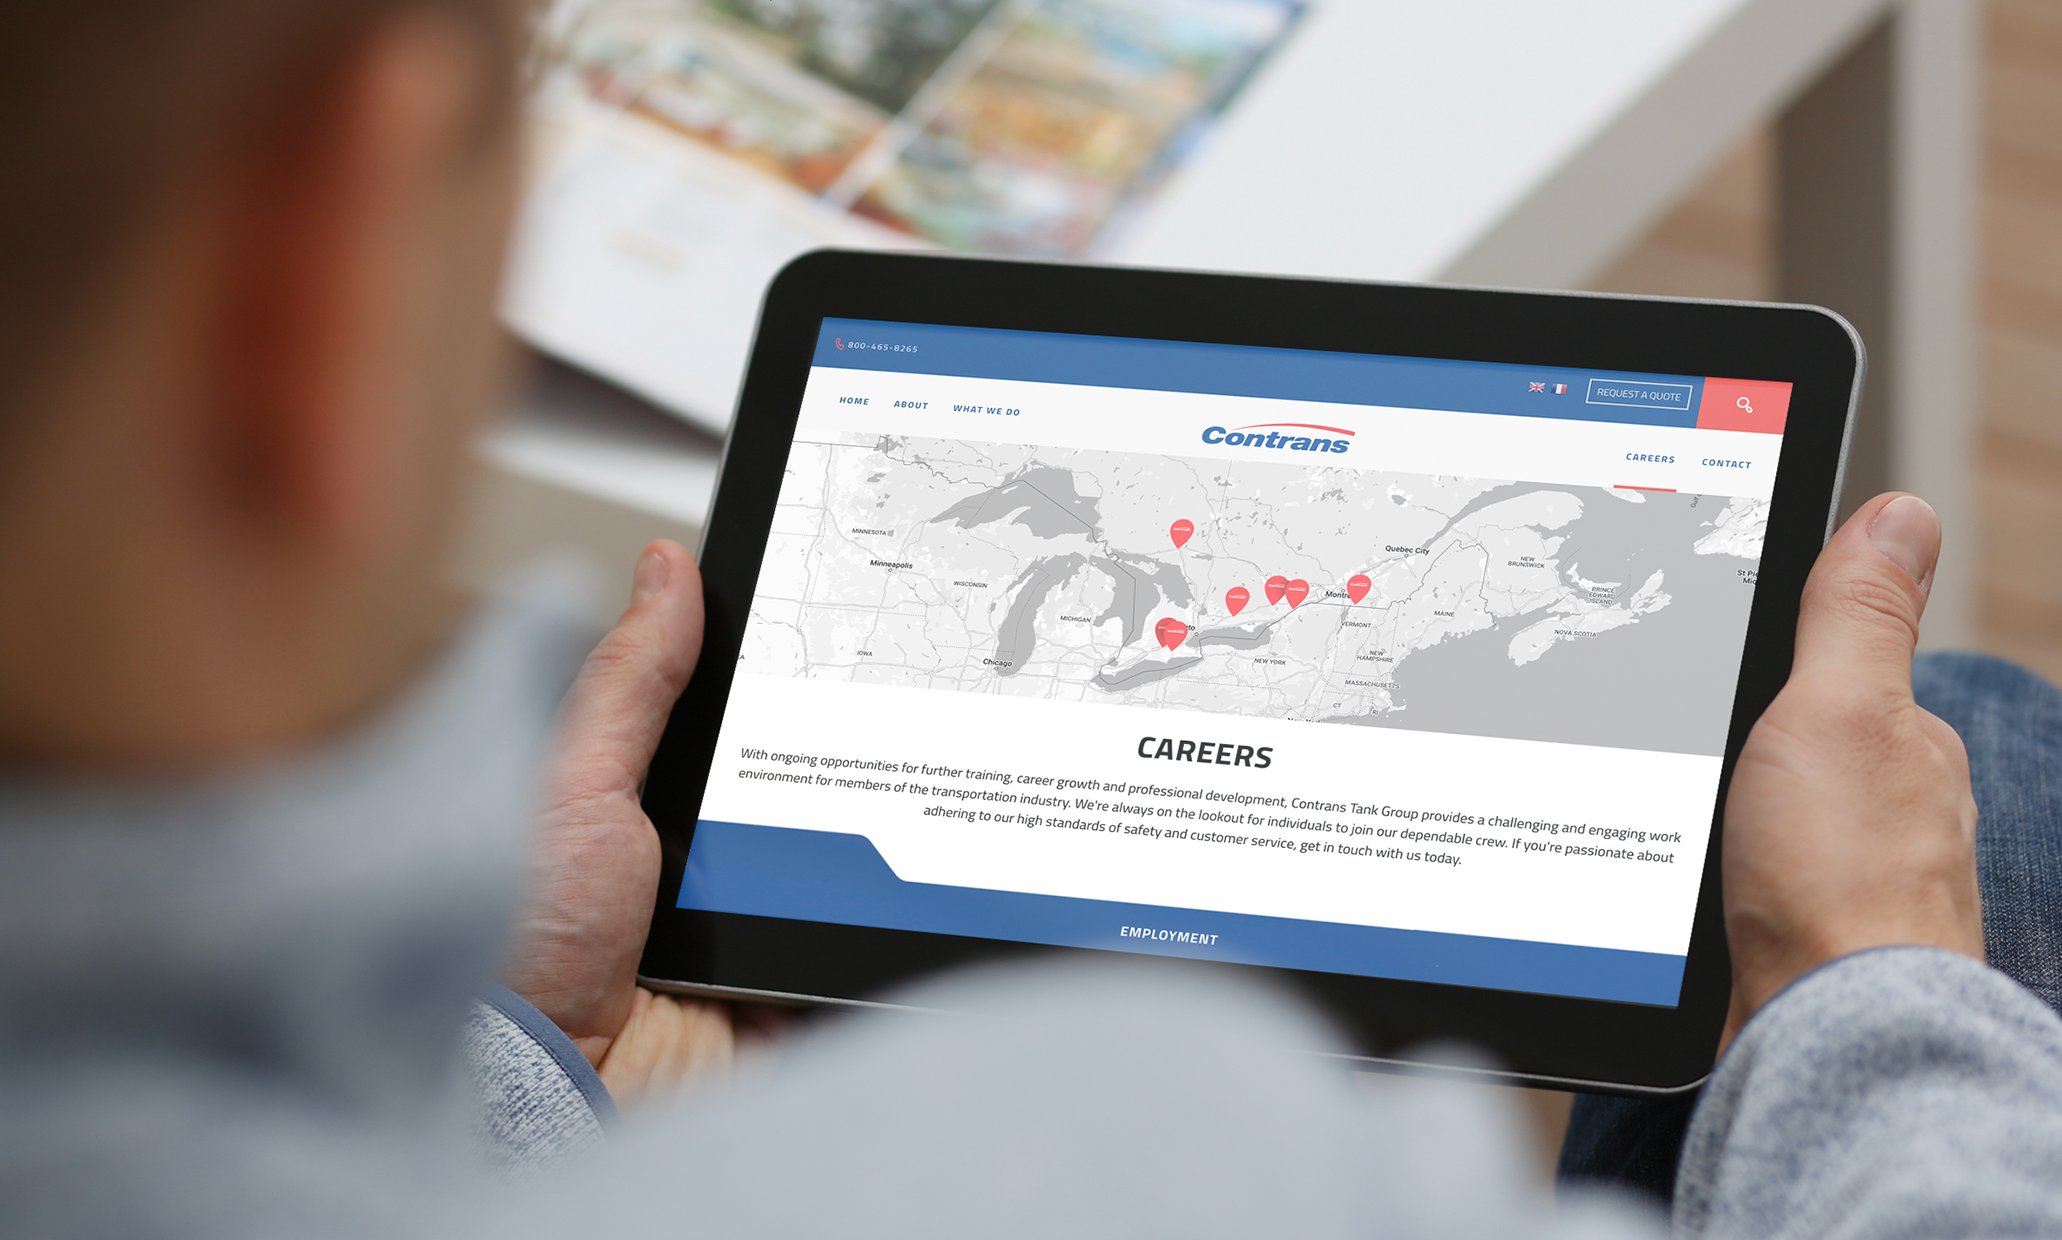 800-465-8265
REQUEST A QUOTE
HOME ABOUT WHAT WE DO
Contrans
CAREERS CONTACT
MINNESOTA
Minneapolis
WISCONSIN
MICHIGAN
IOWA
Chicago
Quebec City
Montre
NEW BRUNSWICK
PRINCE EDWARD ISLAND
NOVA SCOTIA
MAINE
VERMONT
NEW HAMPSHIRE
NEW YORK
MASSACHUSETTS
CT
RI
CAREERS
With ongoing opportunities for further training, career growth and professional development, Contrans Tank Group provides a challenging and engaging work
environment for members of the transportation industry. We're always on the lookout for individuals to join our dependable crew. If you're passionate about
adhering to our high standards of safety and customer service, get in touch with us today.
EMPLOYMENT